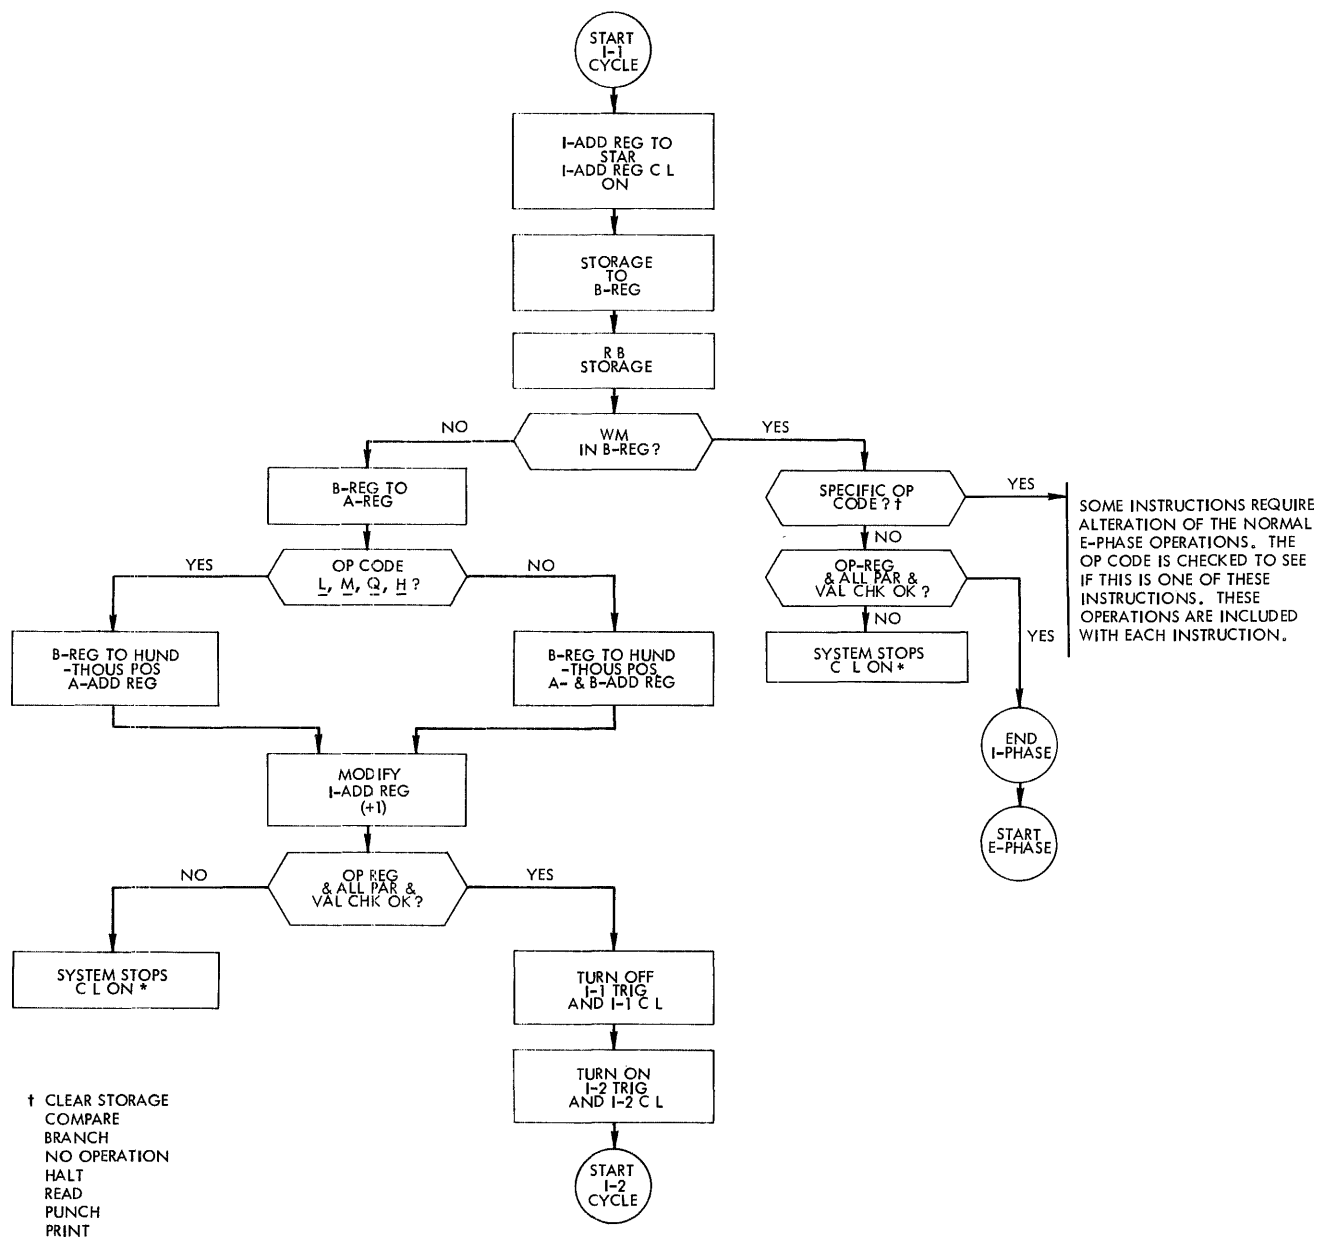 START
I-1
CYCLE
I-ADD REG TO
STAR
I-ADD REG C L
ON
STORAGE
TO
B-REG
R B
STORAGE
WM
IN B-REG?
NO
YES
B-REG TO
A-REG
SPECIFIC OP
CODE?†
YES
SOME INSTRUCTIONS REQUIRE
ALTERATION OF THE NORMAL
E-PHASE OPERATIONS. THE
OP CODE IS CHECKED TO SEE
IF THIS IS ONE OF THESE
INSTRUCTIONS. THESE
OPERATIONS ARE INCLUDED
WITH EACH INSTRUCTION.
NO
OP CODE
L, M, Q, H?
YES
NO
OP-REG
& ALL PAR &
VAL CHK OK?
NO
YES
B-REG TO HUND
-THOUS POS
A-ADD REG
B-REG TO HUND
-THOUS POS
A- & B-ADD REG
SYSTEM STOPS
C L ON *
END
I-PHASE
START
E-PHASE
MODIFY
I-ADD REG
(+1)
OP REG
& ALL PAR &
VAL CHK OK?
NO
YES
SYSTEM STOPS
C L ON *
TURN OFF
I-1 TRIG
AND I-1 C L
TURN ON
I-2 TRIG
AND I-2 C L
START
I-2
CYCLE
† CLEAR STORAGE
COMPARE
BRANCH
NO OPERATION
HALT
READ
PUNCH
PRINT